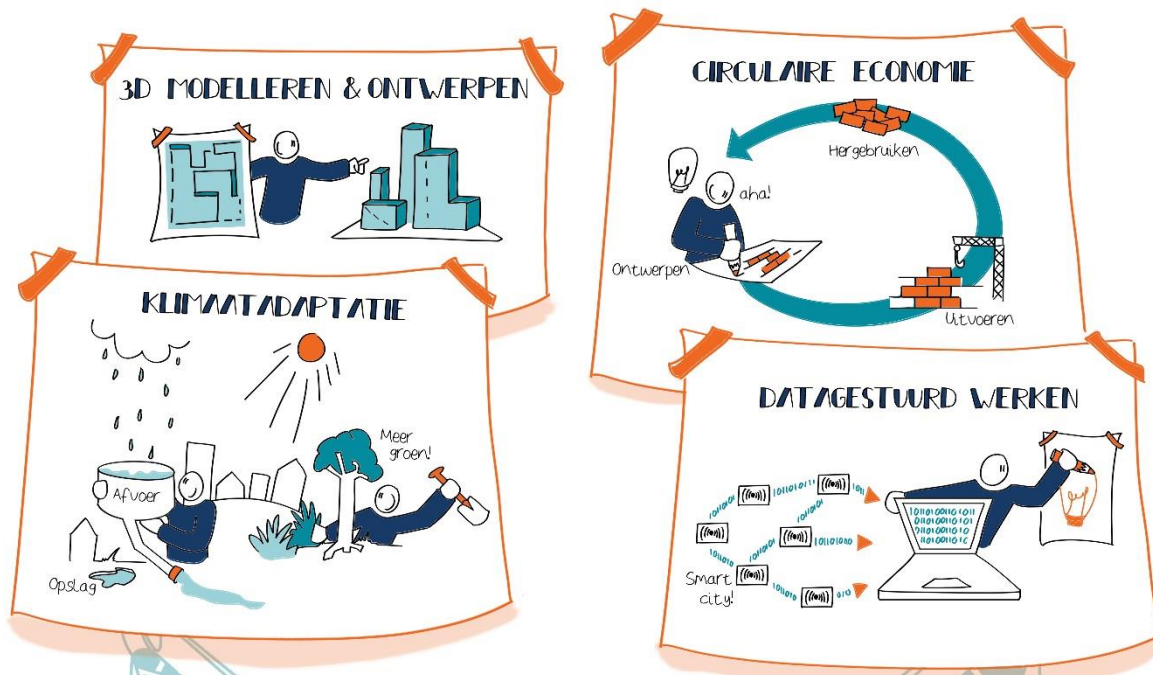 3D MODELLEREN & ONTWERPEN
CIRCULAIRE ECONOMIE
Hergebruiken
aha!
Ontwerpen
Uitvoeren
KLIMAATADAPTATIE
Meer
groen!
Afvoer
Opslag
DATAGESTUURD WERKEN
Smart
city!